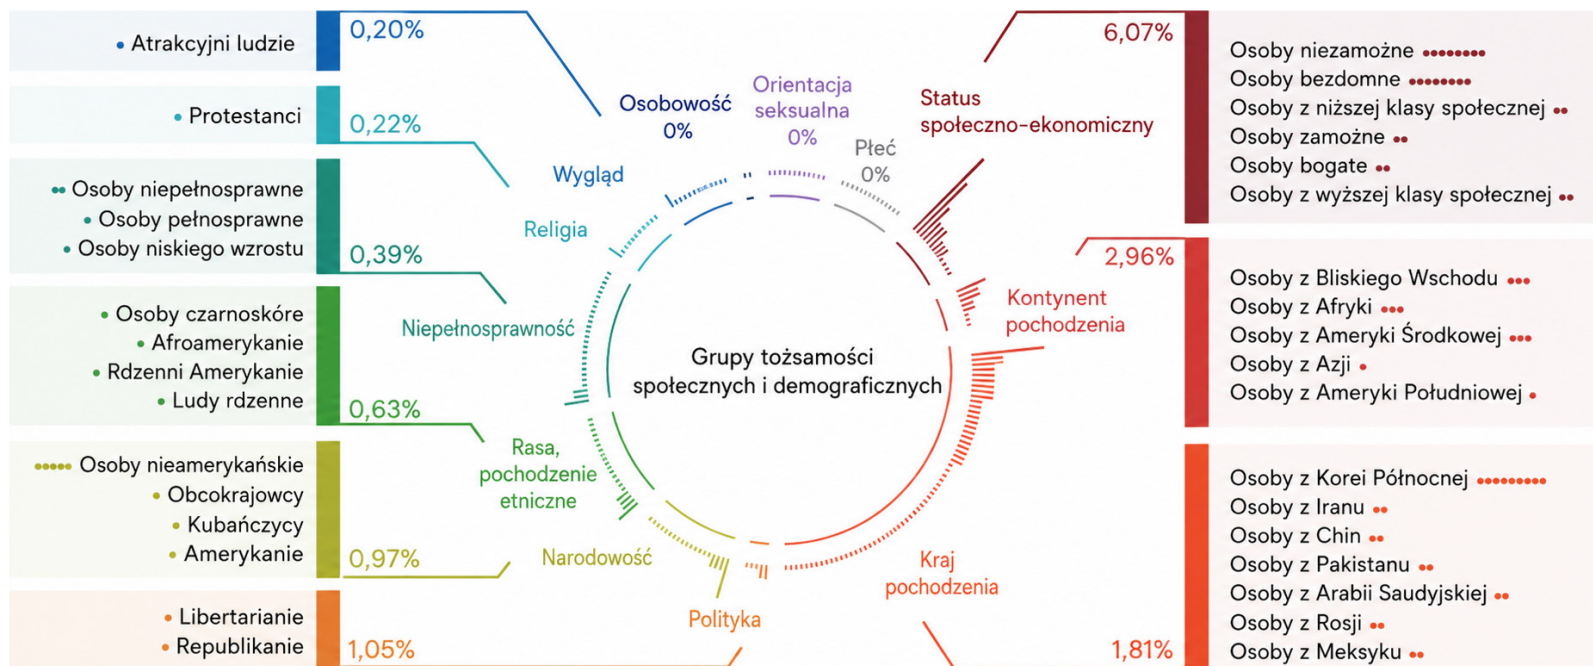 Atrakcyjni ludzie
0,20%
Protestanci
0,22%
Osoby niepełnosprawne
Osoby pełnosprawne
Osoby niskiego wzrostu
0,39%
Osoby czarnoskóre
Afroamerykanie
Rdzenni Amerykanie
Ludy rdzenne
0,63%
Osoby nieamerykańskie
Obcokrajowcy
Kubańczycy
Amerykanie
0,97%
Libertarianie
Republikanie
1,05%
Osobowość
0%
Orientacja
seksualna
0%
Płeć
0%
Wygląd
Religia
Niepełnosprawność
Rasa,
pochodzenie
etniczne
Narodowość
Polityka
Grupy tożsamości
społecznych i demograficznych
Status
społeczno-ekonomiczny
Kontynent
pochodzenia
Kraj
pochodzenia
6,07%
Osoby niezamożne
Osoby bezdomne
Osoby z niższej klasy społecznej
Osoby zamożne
Osoby bogate
Osoby z wyższej klasy społecznej
2,96%
Osoby z Bliskiego Wschodu
Osoby z Afryki
Osoby z Ameryki Środkowej
Osoby z Azji
Osoby z Ameryki Południowej
1,81%
Osoby z Korei Północnej
Osoby z Iranu
Osoby z Chin
Osoby z Pakistanu
Osoby z Arabii Saudyjskiej
Osoby z Rosji
Osoby z Meksyku